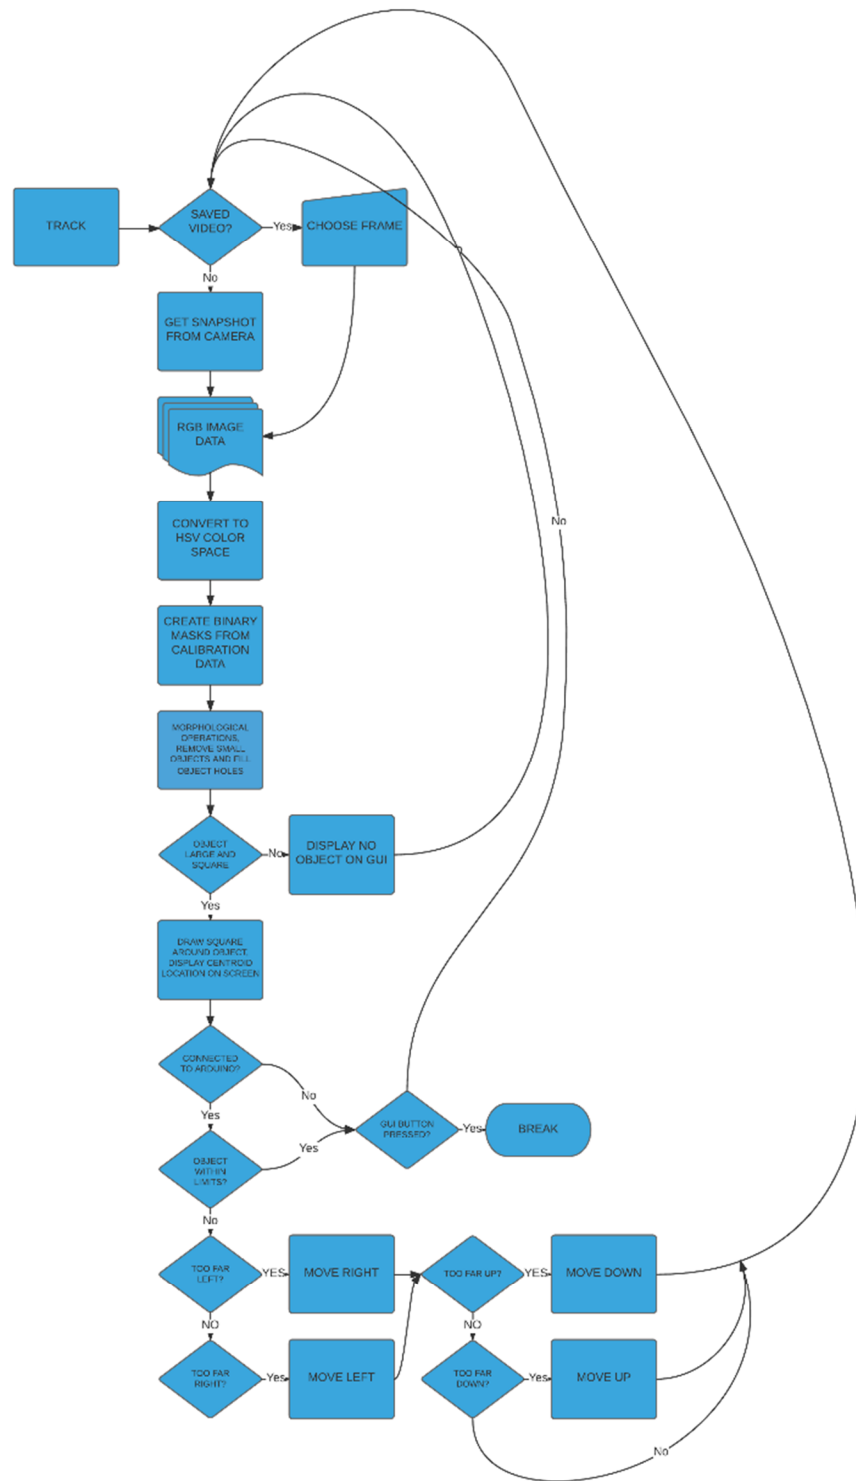 TRACK
SAVED
VIDEO?
Yes
CHOOSE FRAME
No
GET SNAPSHOT
FROM CAMERA
RGB IMAGE
DATA
No
CONVERT TO
HSV COLOR
SPACE
CREATE BINARY
MASKS FROM
CALIBRATION
DATA
MORPHOLOGICAL
OPERATIONS,
REMOVE SMALL
OBJECTS AND FILL
OBJECT HOLES
OBJECT
LARGE AND
SQUARE
No
DISPLAY NO
OBJECT ON GUI
Yes
DRAW SQUARE
AROUND OBJECT,
DISPLAY CENTROID
LOCATION ON SCREEN
CONNECTED
TO ARDUINO?
No
Yes
GUI BUTTON
PRESSED?
Yes
BREAK
OBJECT
WITHIN
LIMITS?
Yes
No
TOO FAR
LEFT?
YES
MOVE RIGHT
TOO FAR UP?
YES
MOVE DOWN
NO
NO
TOO FAR
RIGHT?
Yes
MOVE LEFT
TOO FAR
DOWN?
Yes
MOVE UP
No